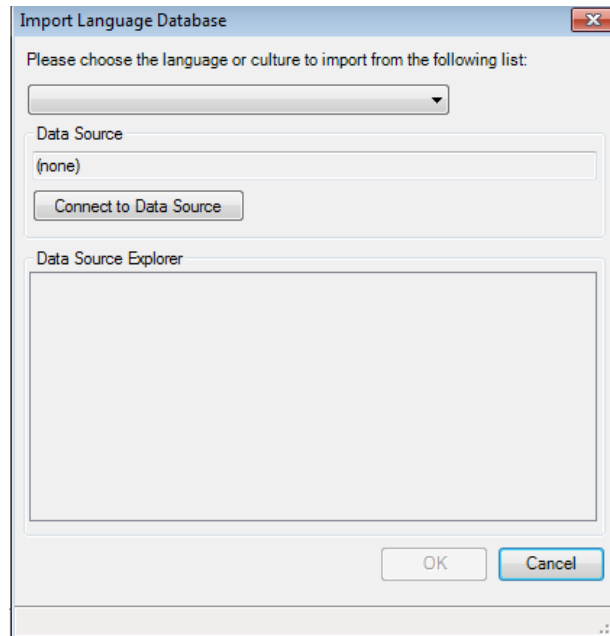 Import Language Database
Please choose the language or culture to import from the following list:
Data Source
(none)
Connect to Data Source
Data Source Explorer
OK
Cancel